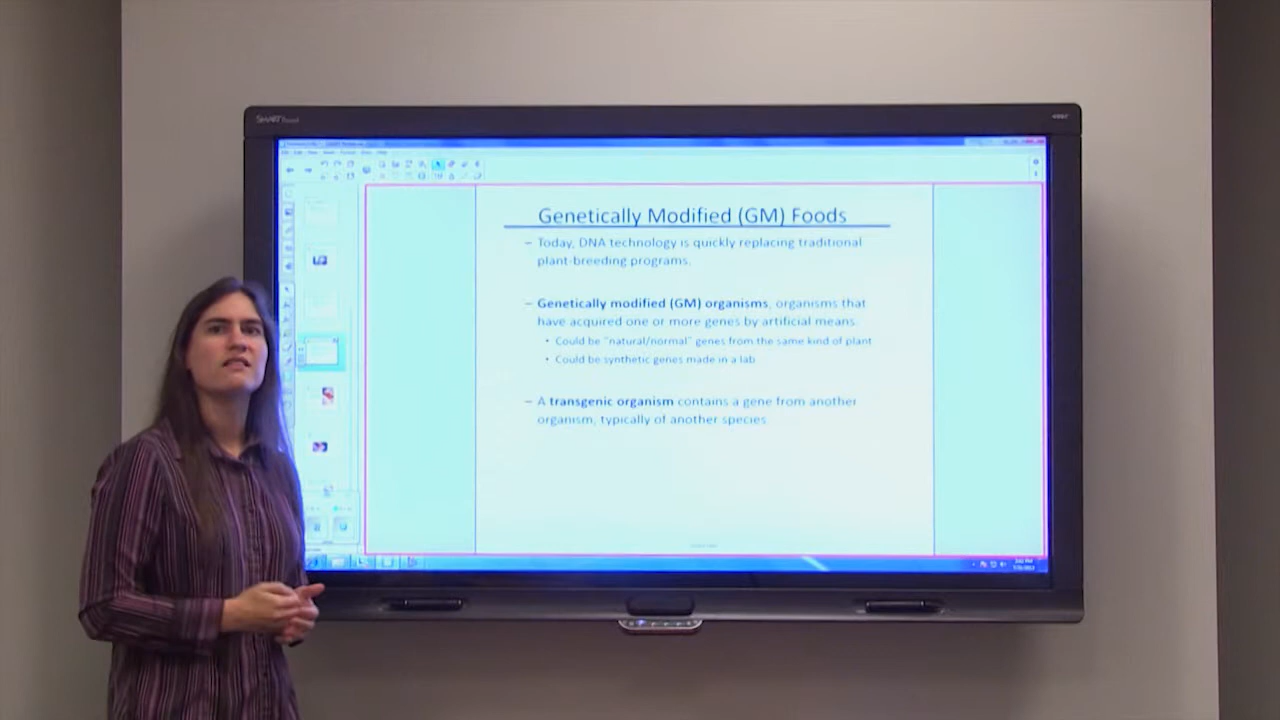 SMART Board
Genetically Modified (GM) Foods
– Today, DNA technology is quickly replacing traditional
plant-breeding programs.
– Genetically modified (GM) organisms, organisms that
have acquired one or more genes by artificial means.
• Could be "natural/normal" genes from the same kind of plant
• Could be synthetic genes made in a lab
– A transgenic organism contains a gene from another
organism, typically of another species